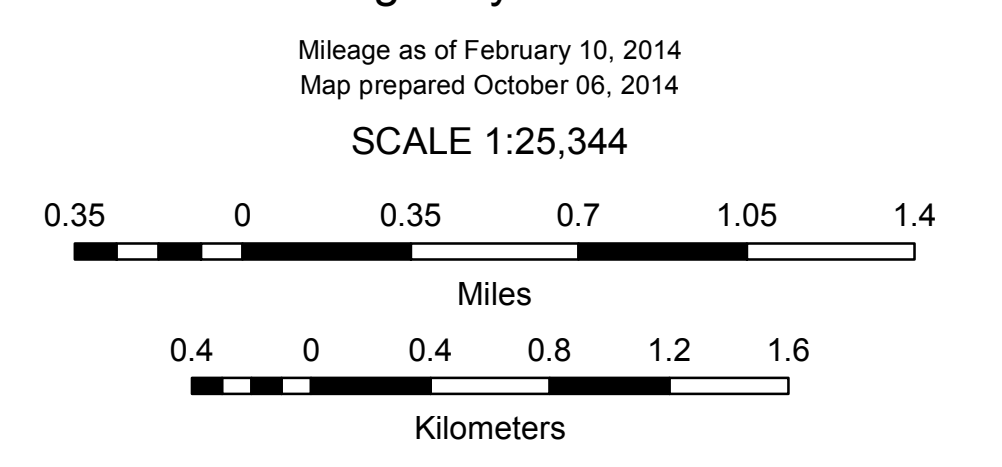 Mileage as of February 10, 2014
Map prepared October 06, 2014
SCALE 1:25,344
0.35 0 0.35 0.7 1.05 1.4
Miles
0.4 0 0.4 0.8 1.2 1.6
Kilometers